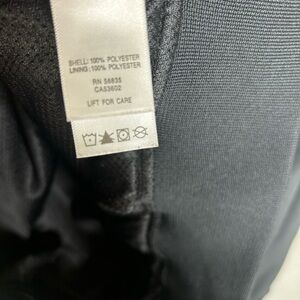 SHELL: 100% POLYESTER
LINING: 100% POLYESTER
RN 56835
CA53602
LIFT FOR CARE